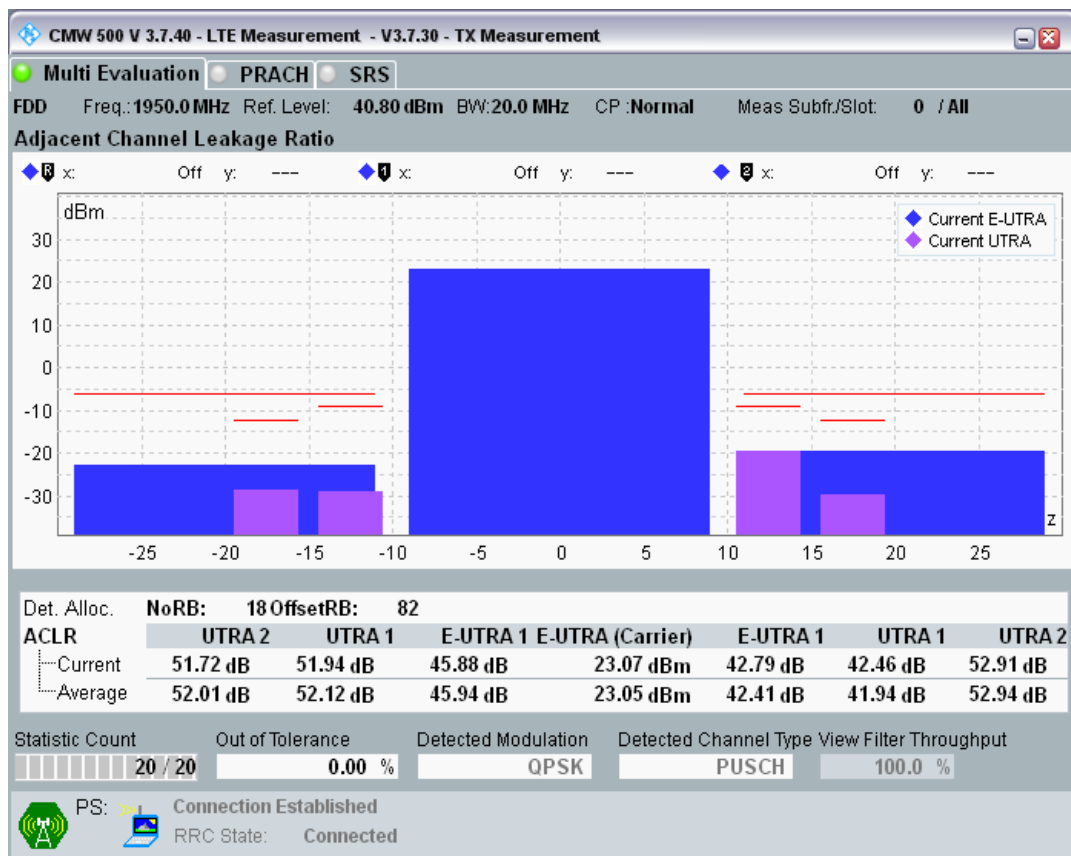 CMW 500 V 3.7.40 - LTE Measurement - V3.7.30 - TX Measurement
Multi Evaluation PRACH SRS
FDD Freq.:1950.0 MHz Ref. Level: 40.80 dBm BW:20.0 MHz CP :Normal Meas Subfr./Slot: 0 / All
Adjacent Channel Leakage Ratio
R x: Off y: --- 1 x: Off y: --- 2 x: Off y: ---
dBm
Current E-UTRA
Current UTRA
30
20
10
0
-10
-20
-30
z
-25 -20 -15 -10 -5 0 5 10 15 20 25
Det. Alloc. NoRB: 18 OffsetRB: 82
ACLR UTRA 2 UTRA 1 E-UTRA 1 E-UTRA (Carrier) E-UTRA 1 UTRA 1 UTRA 2
Current 51.72 dB 51.94 dB 45.88 dB 23.07 dBm 42.79 dB 42.46 dB 52.91 dB
Average 52.01 dB 52.12 dB 45.94 dB 23.05 dBm 42.41 dB 41.94 dB 52.94 dB
Statistic Count Out of Tolerance Detected Modulation Detected Channel Type View Filter Throughput
20 / 20 0.00 % QPSK PUSCH 100.0 %
PS: Connection Established
RRC State: Connected